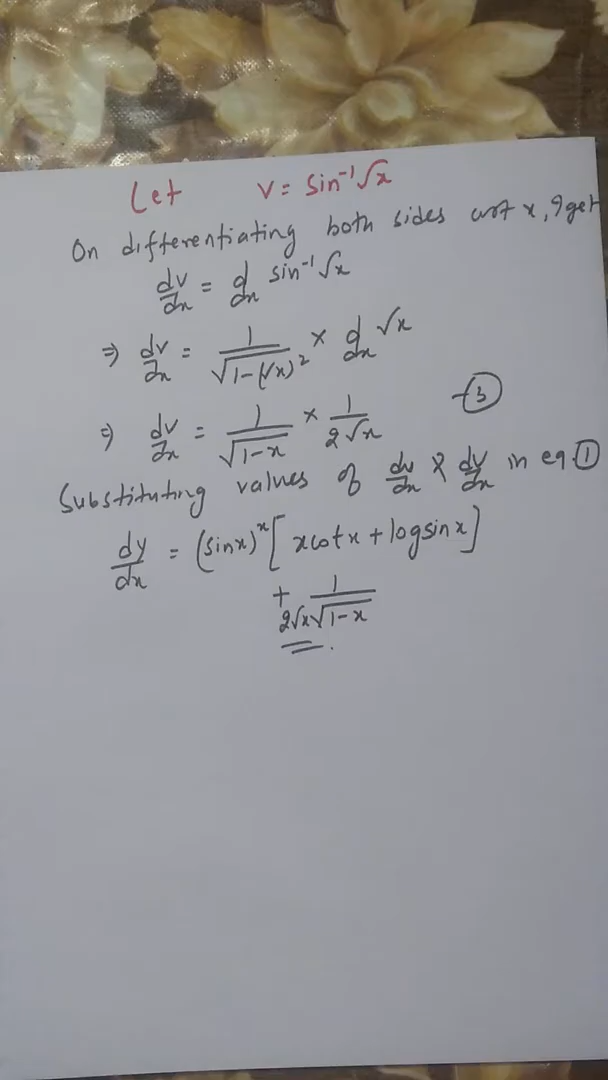 Let v = sin⁻¹√x
On differentiating both sides wrt x, I get
dv/dx = d/dx sin⁻¹√x
⇒ dv/dx = 1/√(1-(√x)²) × d/dx √x
⇒ dv/dx = 1/√(1-x) × 1/(2√x) -③
Substituting values of du/dx & dv/dx in eq ①
dy/dx = (sinx)^x [xcotx + logsinx]
+ 1/(2√x√(1-x))